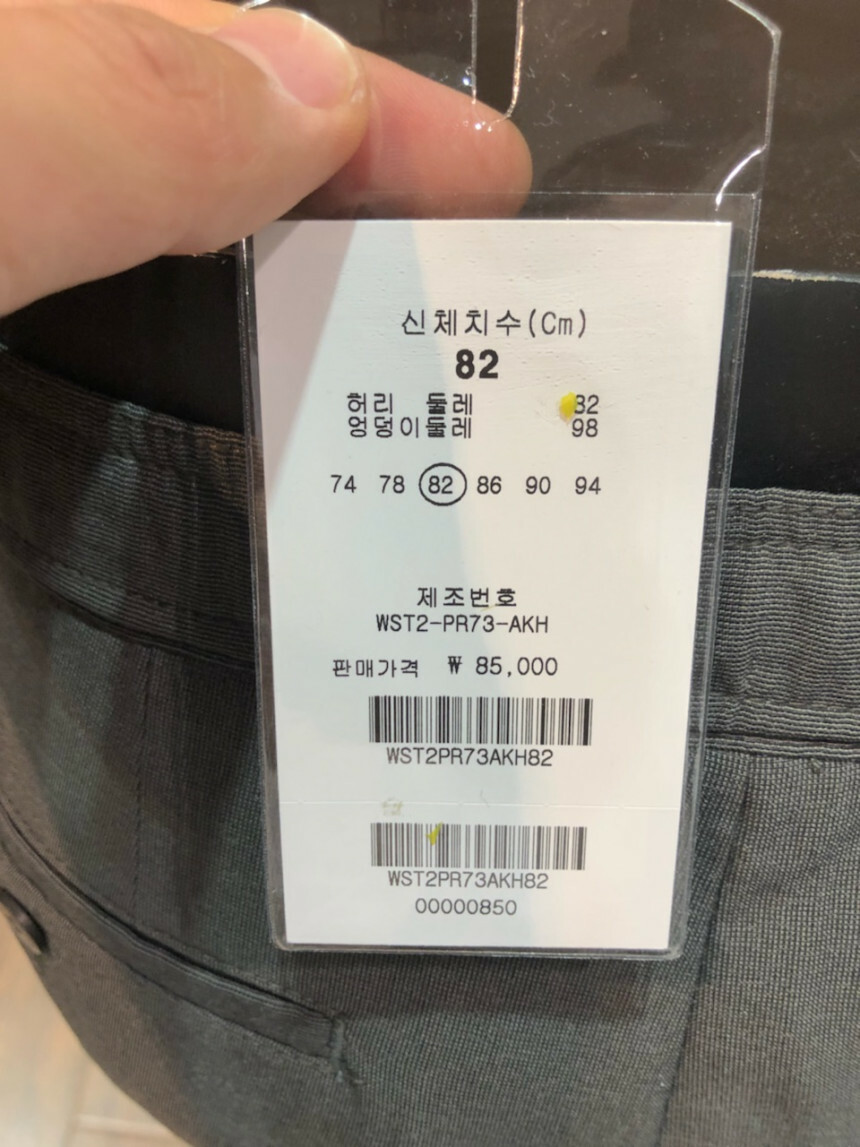 신체치수(Cm)
82
허리 둘레 82
엉덩이둘레 98
74 78 82 86 90 94
제조번호
WST2-PR73-AKH
판매가격 ₩ 85,000
WST2PR73AKH82
WST2PR73AKH82
00000850